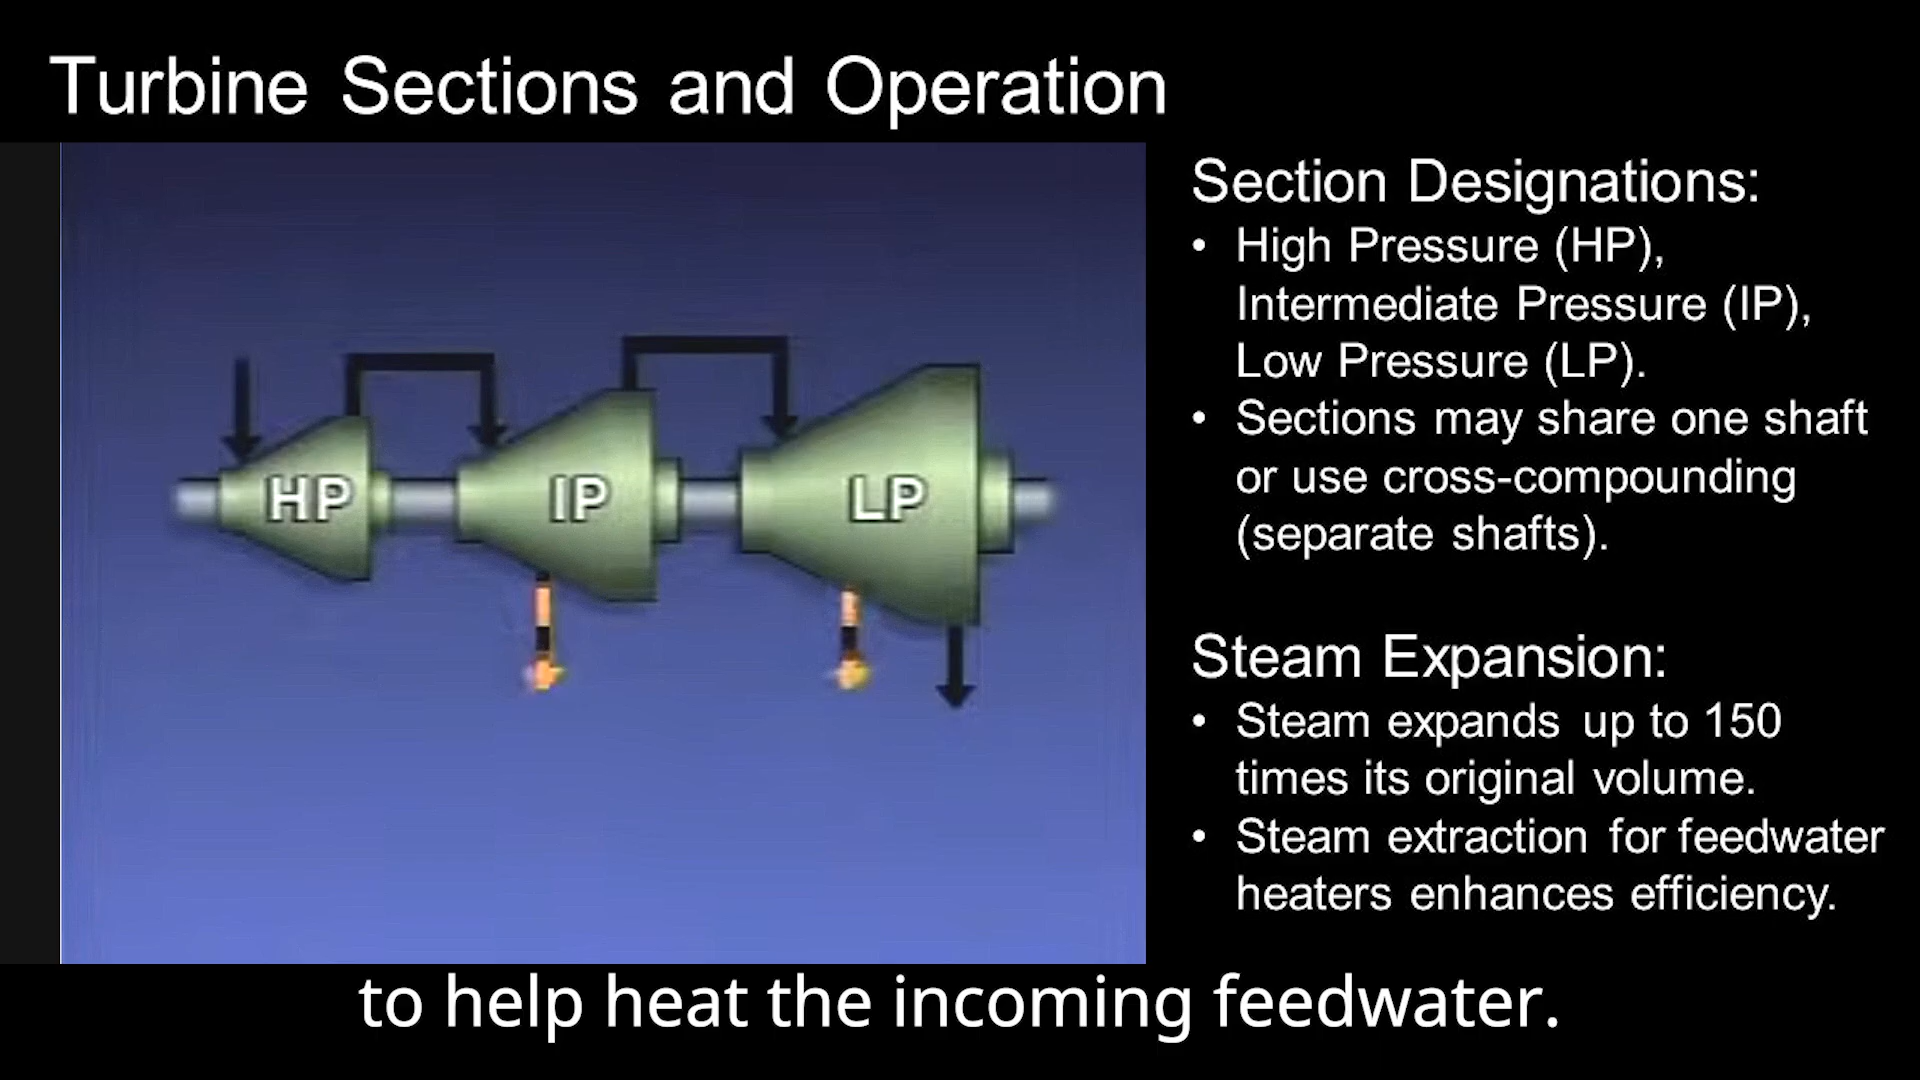 Turbine Sections and Operation
HP
IP
LP
Section Designations:
• High Pressure (HP),
Intermediate Pressure (IP),
Low Pressure (LP).
• Sections may share one shaft
or use cross-compounding
(separate shafts).
Steam Expansion:
• Steam expands up to 150
times its original volume.
• Steam extraction for feedwater
heaters enhances efficiency.
to help heat the incoming feedwater.